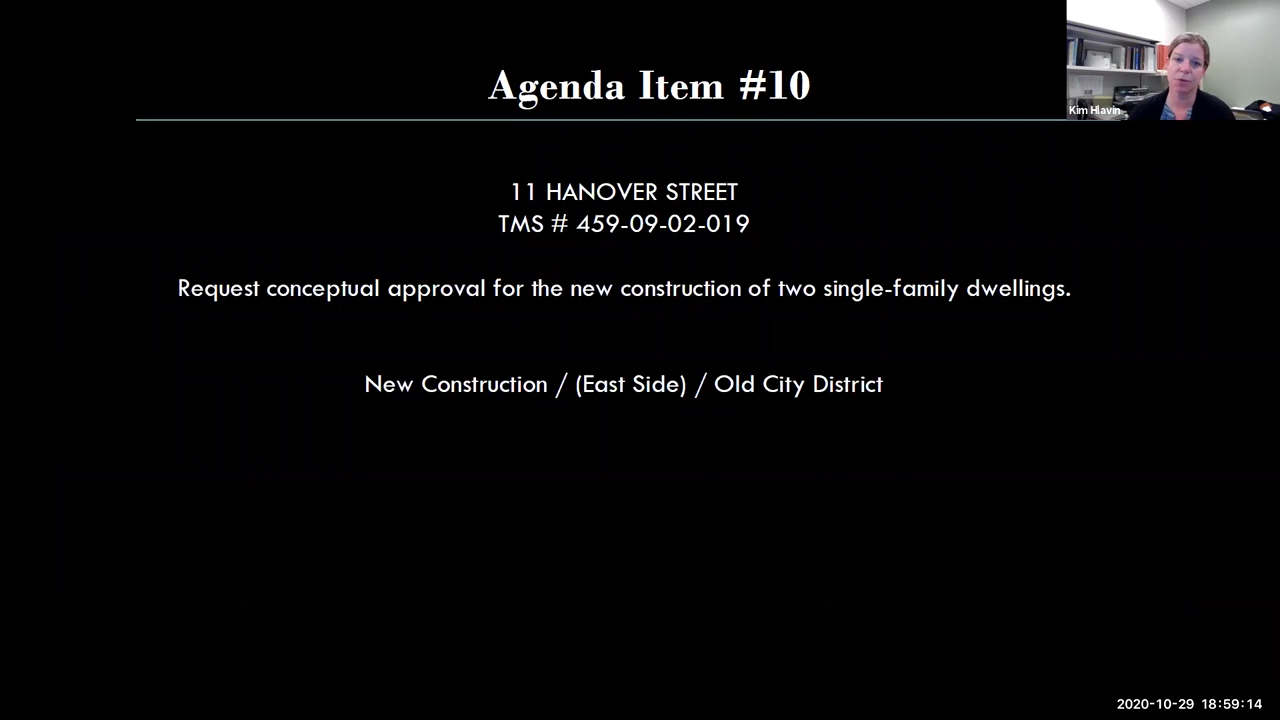 Agenda Item #10
Kim Hlavin
11 HANOVER STREET
TMS # 459-09-02-019
Request conceptual approval for the new construction of two single-family dwellings.
New Construction / (East Side) / Old City District
2020-10-29 18:59:14